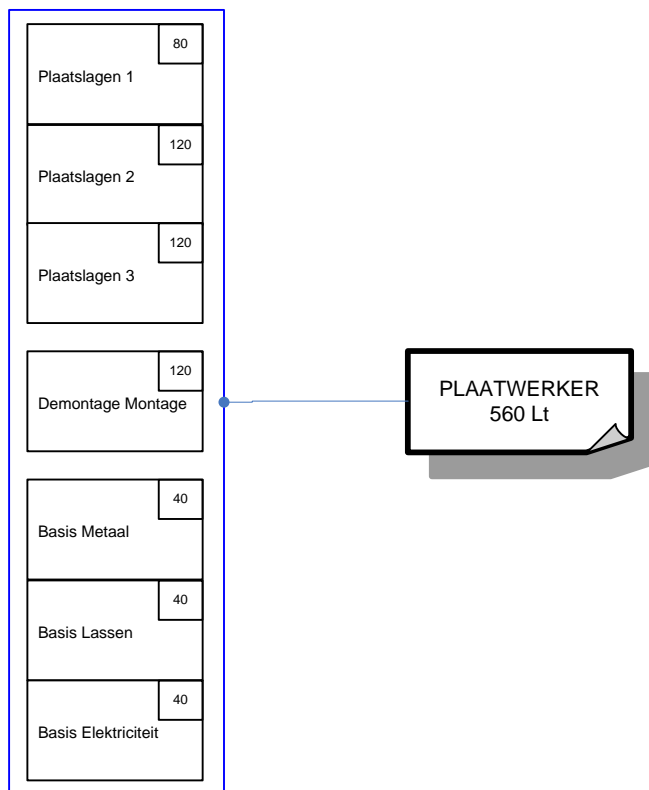 80
Plaatslagen 1
120
Plaatslagen 2
120
Plaatslagen 3
120
Demontage Montage
40
Basis Metaal
40
Basis Lassen
40
Basis Elektriciteit
PLAATWERKER
560 Lt